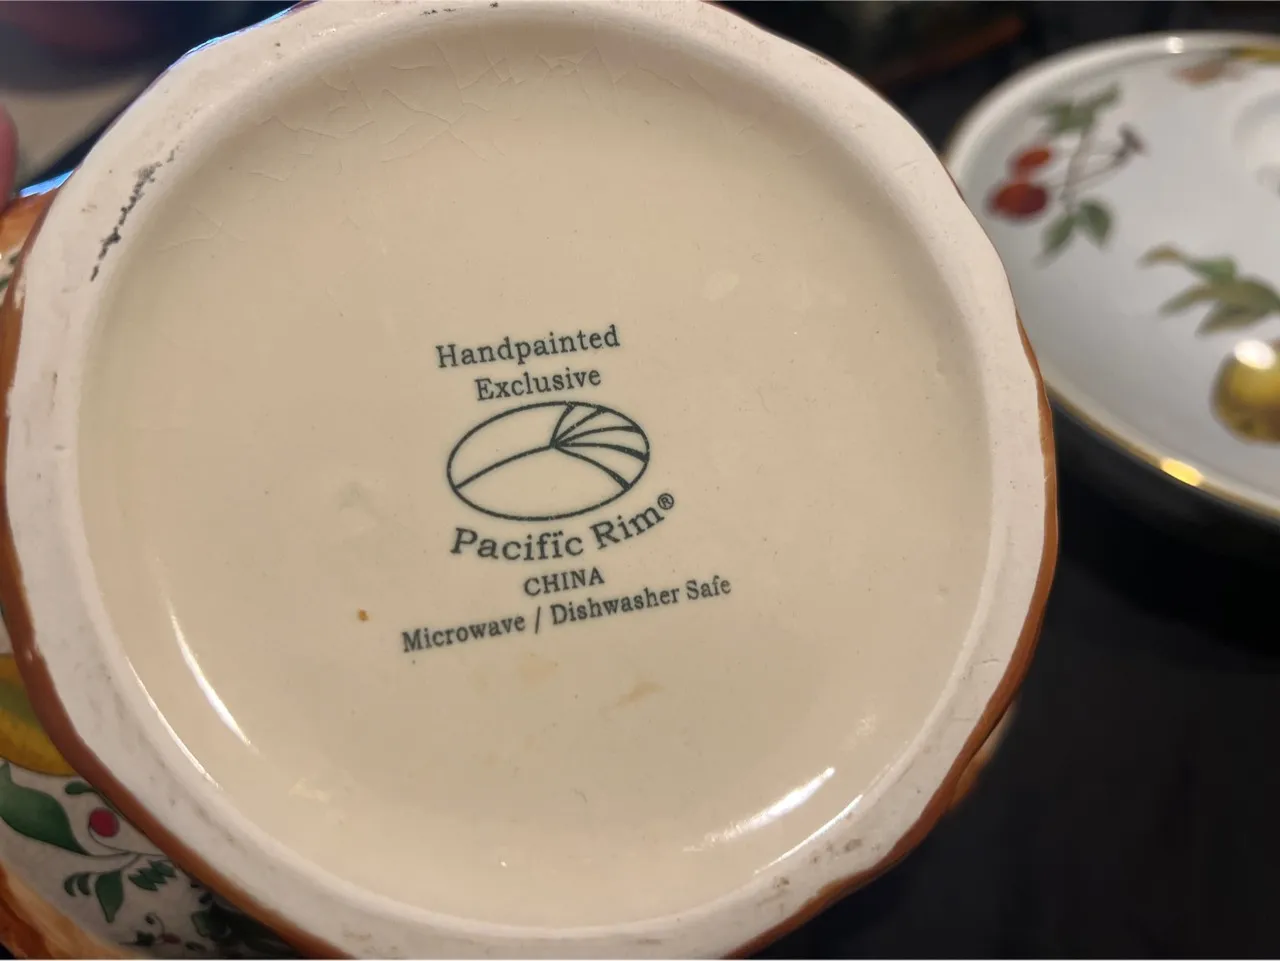 Handpainted
Exclusive
Pacific Rim®
CHINA
Microwave / Dishwasher Safe